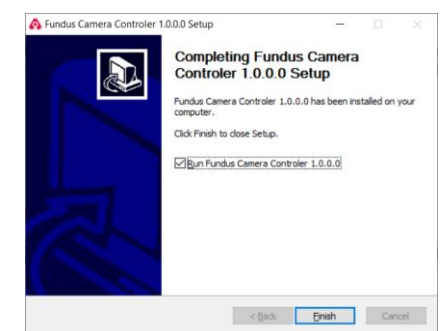 Fundus Camera Controler 1.0.0.0 Setup
Completing Fundus Camera
Controler 1.0.0.0 Setup
Fundus Camera Controler 1.0.0.0 has been installed on your
computer.
Click Finish to close Setup.
Run Fundus Camera Controler 1.0.0.0
< Back Finish Cancel